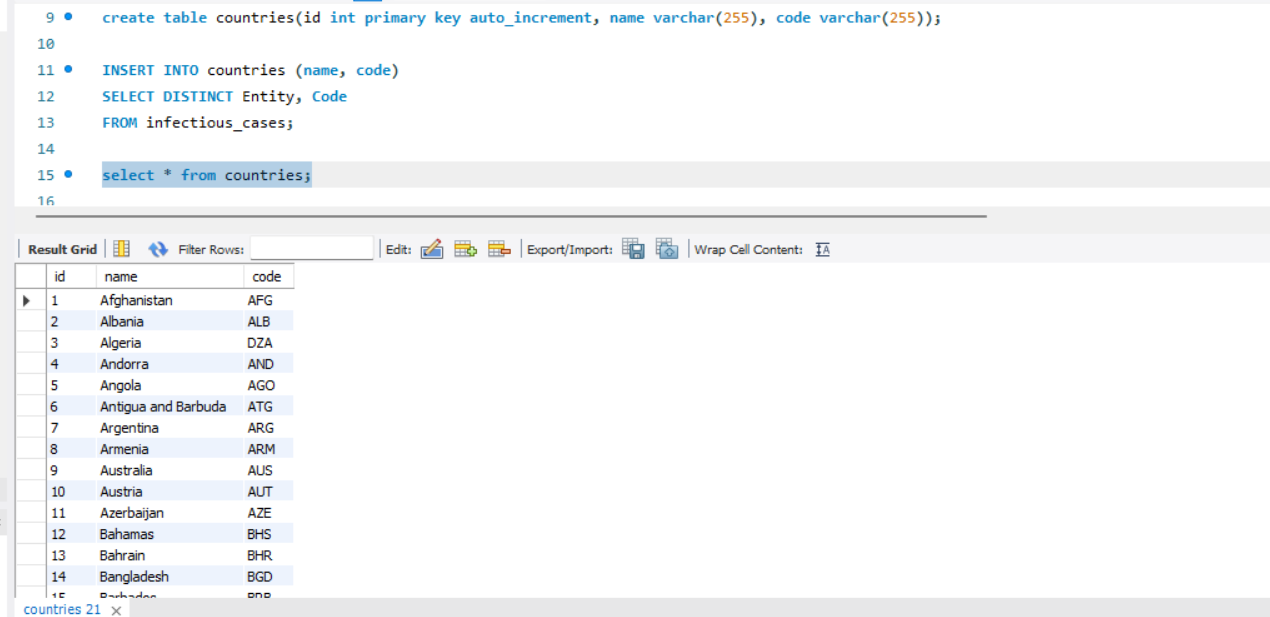 9 create table countries(id int primary key auto_increment, name varchar(255), code varchar(255));
10
11 INSERT INTO countries (name, code)
12 SELECT DISTINCT Entity, Code
13 FROM infectious_cases;
14
15 select * from countries;
16
Result Grid Filter Rows: Edit: Export/Import: Wrap Cell Content: IA
id name code
1 Afghanistan AFG
2 Albania ALB
3 Algeria DZA
4 Andorra AND
5 Angola AGO
6 Antigua and Barbuda ATG
7 Argentina ARG
8 Armenia ARM
9 Australia AUS
10 Austria AUT
11 Azerbaijan AZE
12 Bahamas BHS
13 Bahrain BHR
14 Bangladesh BGD
15 Barbados BRB
countries 21